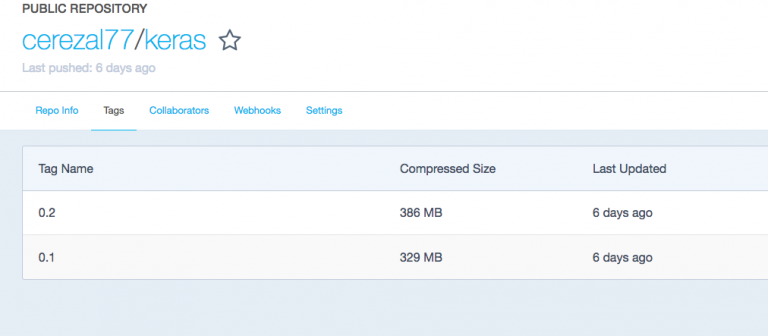 PUBLIC REPOSITORY
cerezal77/keras
Last pushed: 6 days ago
Repo Info Tags Collaborators Webhooks Settings
Tag Name Compressed Size Last Updated
0.2 386 MB 6 days ago
0.1 329 MB 6 days ago